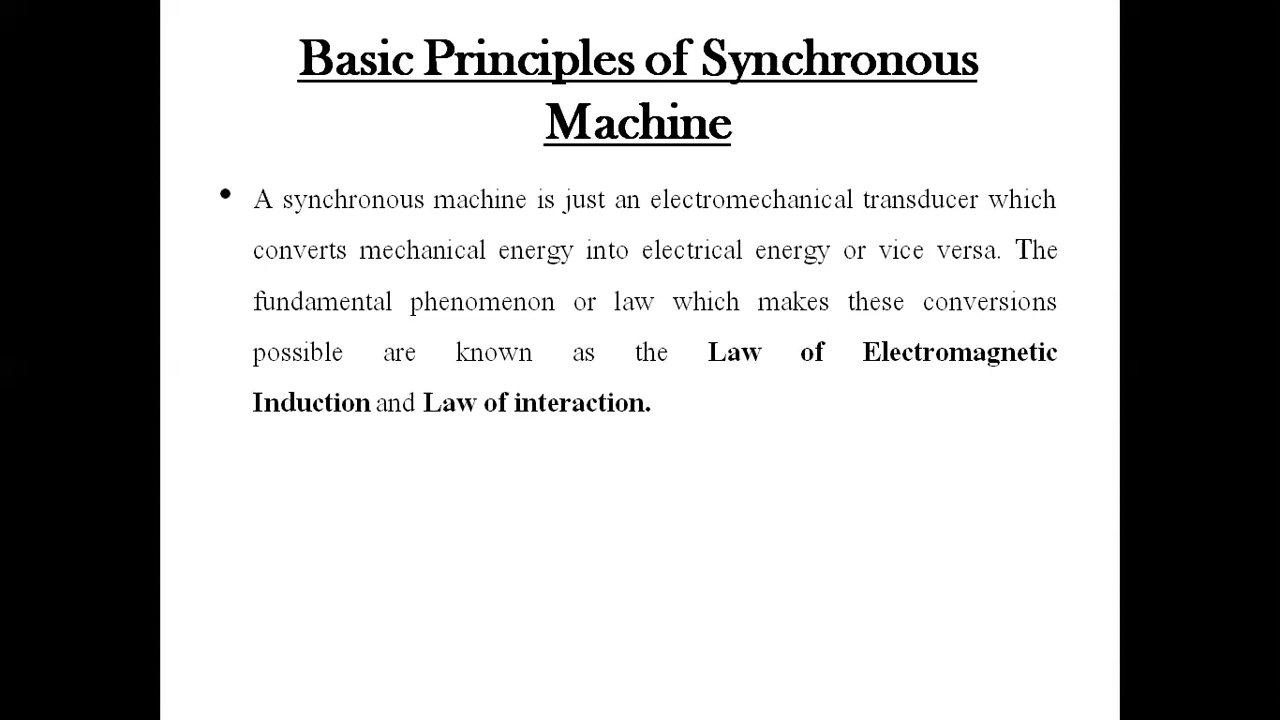 Basic Principles of Synchronous
Machine
• A synchronous machine is just an electromechanical transducer which
converts mechanical energy into electrical energy or vice versa. The
fundamental phenomenon or law which makes these conversions
possible are known as the Law of Electromagnetic
Induction and Law of interaction.